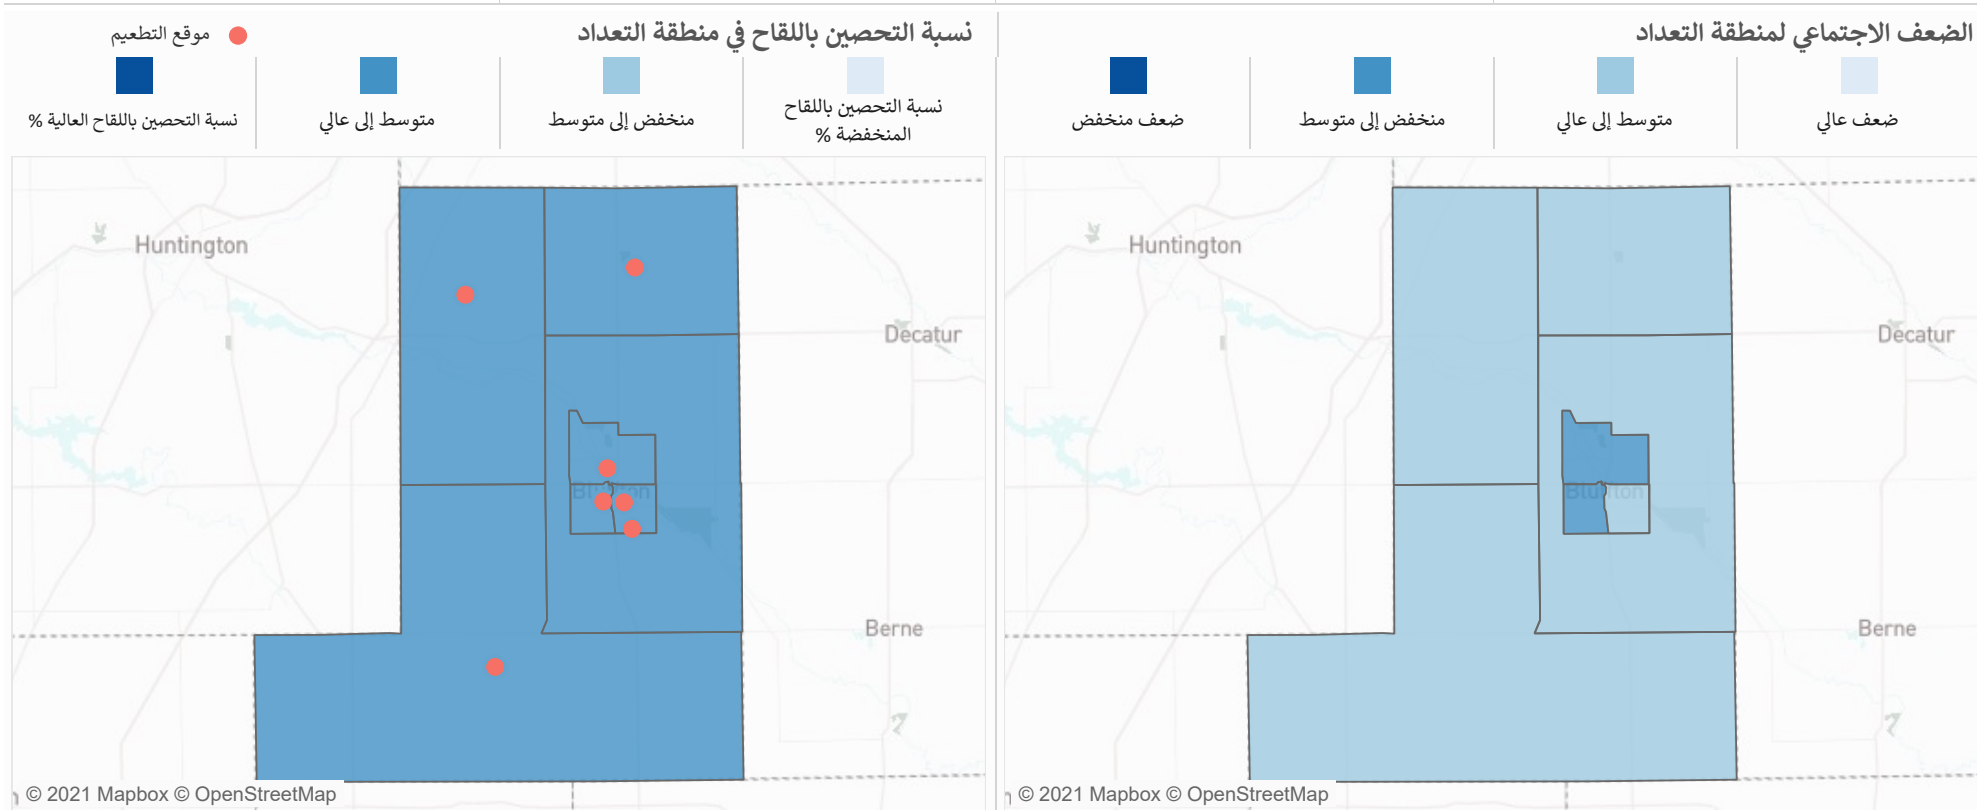 الضعف الاجتماعي لمنطقة التعداد
ضعف عالي
متوسط إلى عالي
منخفض إلى متوسط
ضعف منخفض
Huntington
Decatur
Bluffton
Berne
© 2021 Mapbox © OpenStreetMap
نسبة التحصين باللقاح في منطقة التعداد
موقع التطعيم
نسبة التحصين باللقاح
المنخفضة %
منخفض إلى متوسط
متوسط إلى عالي
نسبة التحصين باللقاح العالية %
Huntington
Decatur
Berne
© 2021 Mapbox © OpenStreetMap